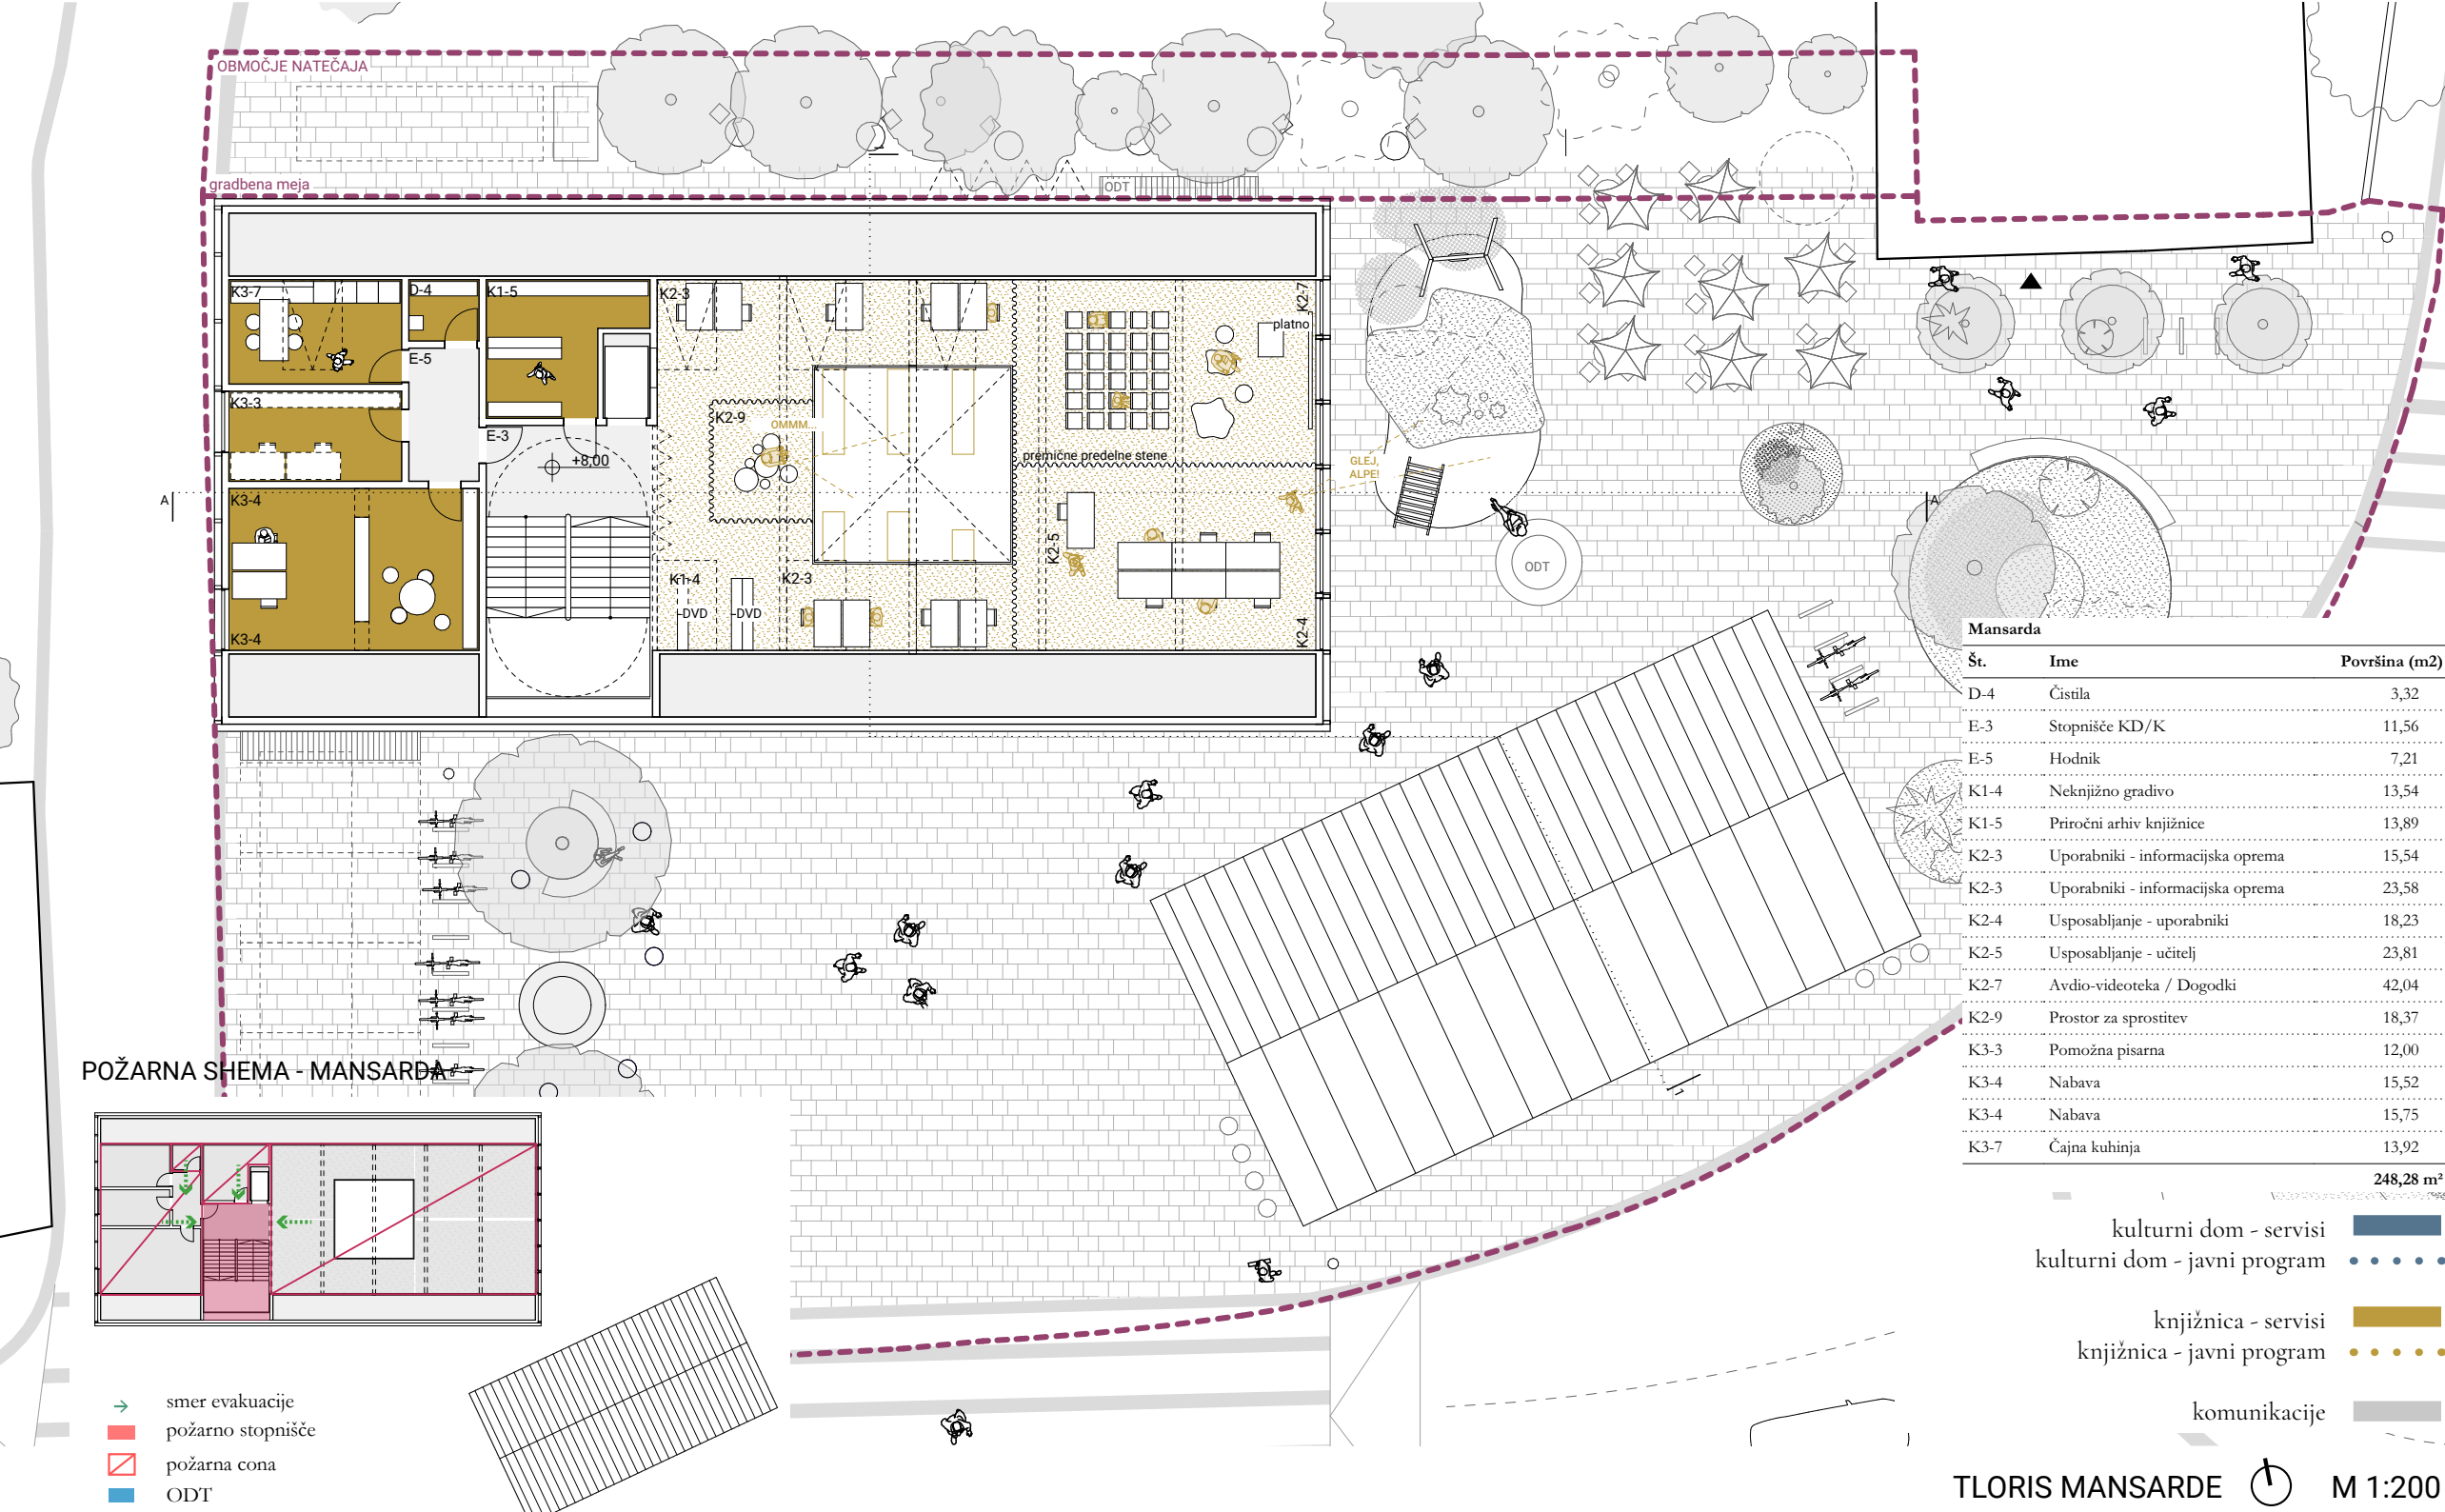 OBMOČJE NATEČAJA
gradbena meja
ODT
K3-7
D-4
K1-5
K2-3
K2-7
platno
E-5
K3-3
K2-9
OMMM...
E-3
+8,00
premične predelne stene
GLEJ,
ALPE!
A
A
K3-4
K2-5
ODT
K1-4
K2-3
DVD
DVD
K3-4
K2-4
Mansarda
Št. Ime Površina (m2)
D-4 Čistila 3,32
E-3 Stopnišče KD/K 11,56
E-5 Hodnik 7,21
K1-4 Neknjižno gradivo 13,54
K1-5 Priročni arhiv knjižnice 13,89
K2-3 Uporabniki - informacijska oprema 15,54
K2-3 Uporabniki - informacijska oprema 23,58
K2-4 Usposabljanje - uporabniki 18,23
K2-5 Usposabljanje - učitelj 23,81
K2-7 Avdio-videoteka / Dogodki 42,04
K2-9 Prostor za sprostitev 18,37
K3-3 Pomožna pisarna 12,00
K3-4 Nabava 15,52
K3-4 Nabava 15,75
K3-7 Čajna kuhinja 13,92
248,28 m²
POŽARNA SHEMA - MANSARDA
smer evakuacije
požarno stopnišče
požarna cona
ODT
kulturni dom - servisi
kulturni dom - javni program
knjižnica - servisi
knjižnica - javni program
komunikacije
TLORIS MANSARDE M 1:200